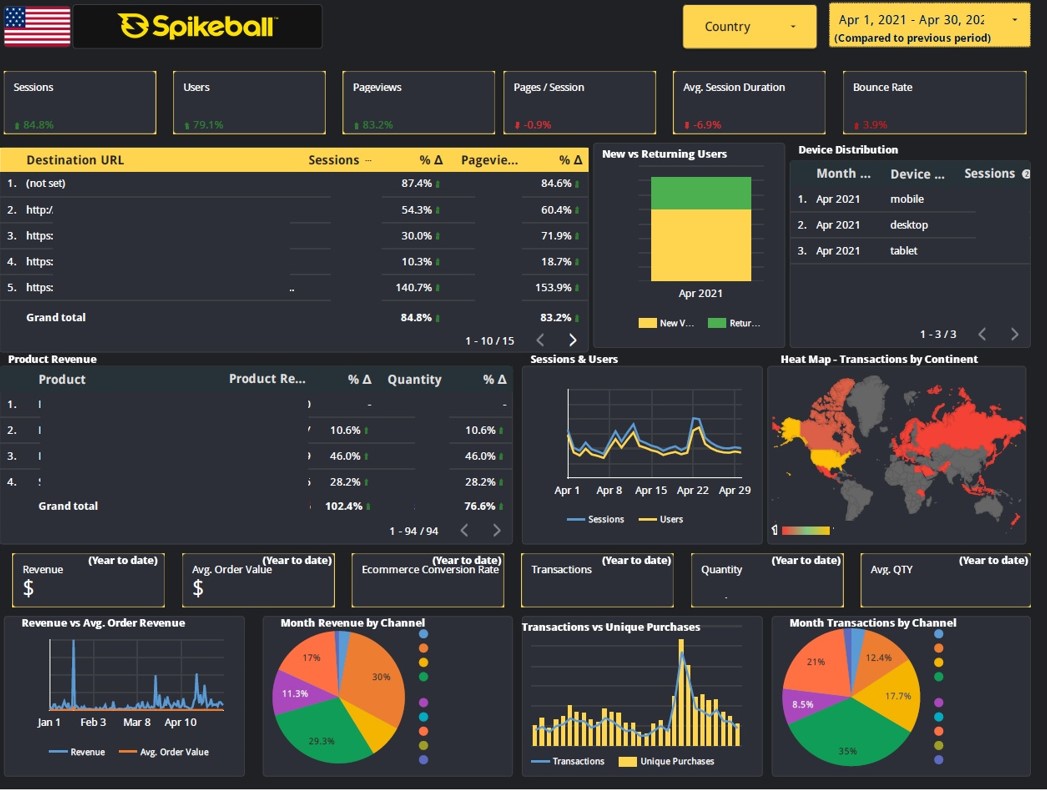 Spikeball™
Country
Apr 1, 2021 - Apr 30, 202
(Compared to previous period)
Sessions
Users
Pageviews
Pages / Session
Avg. Session Duration
Bounce Rate
84.8%
79.1%
83.2%
-0.9%
-6.9%
3.9%
Destination URL Sessions % Δ Pagevie... % Δ
1. (not set) 87.4% 84.6%
2. http:/ 54.3% 60.4%
3. https: 30.0% 71.9%
4. https: 10.3% 18.7%
5. https: .. 140.7% 153.9%
Grand total 84.8% 83.2%
1 - 10 / 15
New vs Returning Users
Apr 2021
New V... Retur...
Device Distribution
Month ... Device ... Sessions
1. Apr 2021 mobile
2. Apr 2021 desktop
3. Apr 2021 tablet
1 - 3 / 3
Product Revenue
Product Product Re... % Δ Quantity % Δ
1. - -
2. 10.6% 10.6%
3. 46.0% 46.0%
4. 28.2% 28.2%
Grand total 102.4% 76.6%
1 - 94 / 94
Sessions & Users
Apr 1 Apr 8 Apr 15 Apr 22 Apr 29
Sessions Users
Heat Map - Transactions by Continent
(Year to date)
Revenue
$
(Year to date)
Avg. Order Value
$
(Year to date)
Ecommerce Conversion Rate
(Year to date)
Transactions
(Year to date)
Quantity
(Year to date)
Avg. QTY
Revenue vs Avg. Order Revenue
Jan 1 Feb 3 Mar 8 Apr 10
Revenue Avg. Order Value
Month Revenue by Channel
17%
30%
11.3%
29.3%
Transactions vs Unique Purchases
Transactions Unique Purchases
Month Transactions by Channel
21%
12.4%
17.7%
8.5%
35%